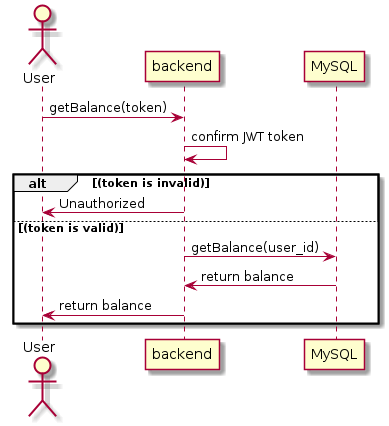 User
backend
MySQL
getBalance(token)
confirm JWT token
alt
[(token is invalid)]
Unauthorized
[(token is valid)]
getBalance(user_id)
return balance
return balance
User
backend
MySQL